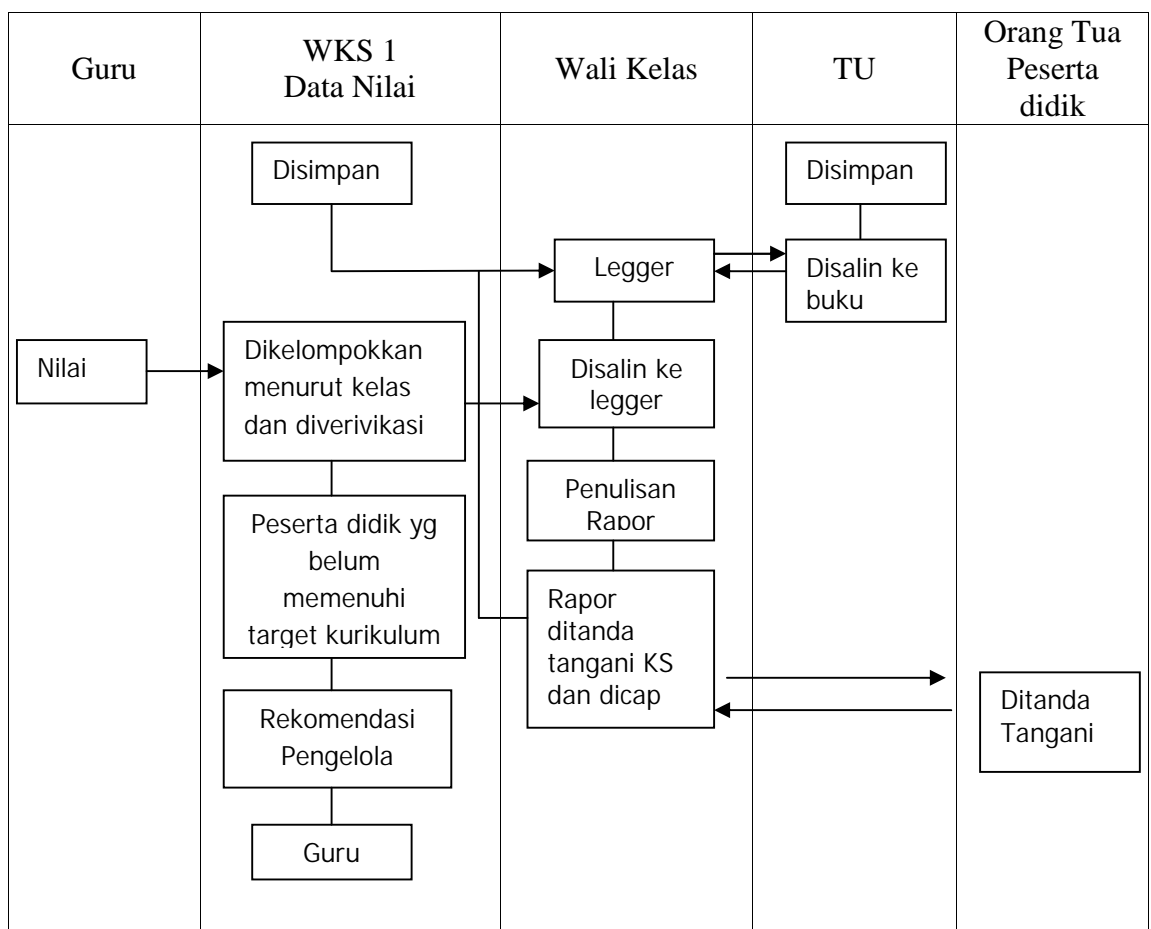 Guru
WKS 1
Data Nilai
Wali Kelas
TU
Orang Tua
Peserta
didik
Disimpan
Disimpan
Legger
Disalin ke
buku
Nilai
Dikelompokkan
menurut kelas
dan diverivikasi
Disalin ke
legger
Penulisan
Rapor
Peserta didik yg
belum
memenuhi
target kurikulum
Rapor
ditanda
tangani KS
dan dicap
Ditanda
Tangani
Rekomendasi
Pengelola
Guru